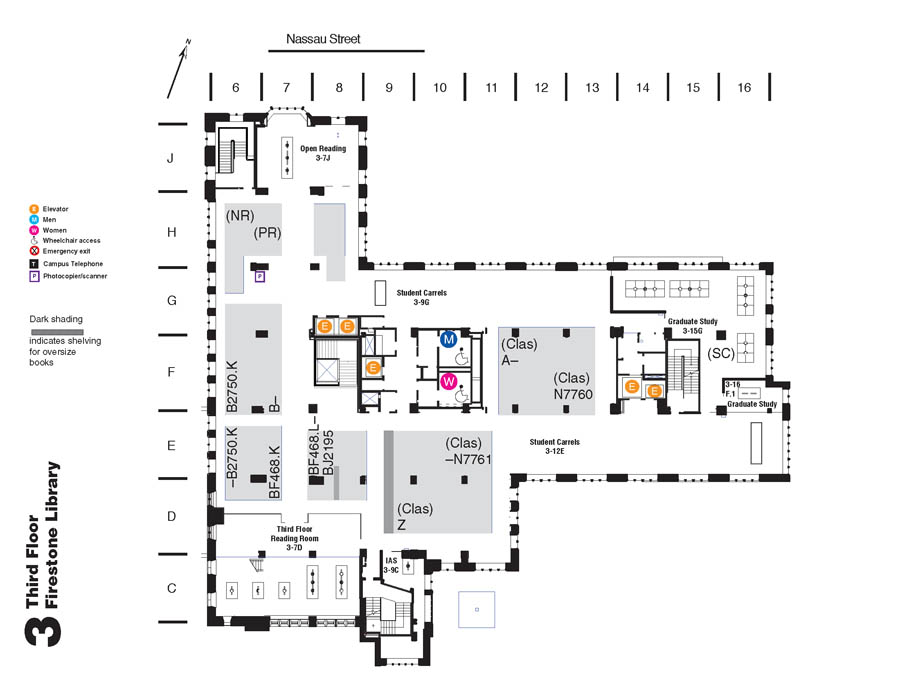 Nassau Street
N
6 7 8 9 10 11 12 13 14 15 16
J
H
G
F
E
D
C
Open Reading
3-7J
(NR)
(PR)
E Elevator
M Men
W Women
Wheelchair access
X Emergency exit
T Campus Telephone
P Photocopier/scanner
Dark shading
indicates shelving
for oversize
books
P
Student Carrels
3-9G
Graduate Study
3-15G
(SC)
E E
E
M
W
(Clas)
A–
(Clas)
N7760
E E
3-16
F.1
Graduate Study
B2750.K
B–
–B2750.K
BF468.K
BF468.L–
BJ2195
(Clas)
–N7761
(Clas)
Z
Student Carrels
3-12E
Third Floor
Reading Room
3-7D
IAS
3-9C
3 Third Floor
Firestone Library